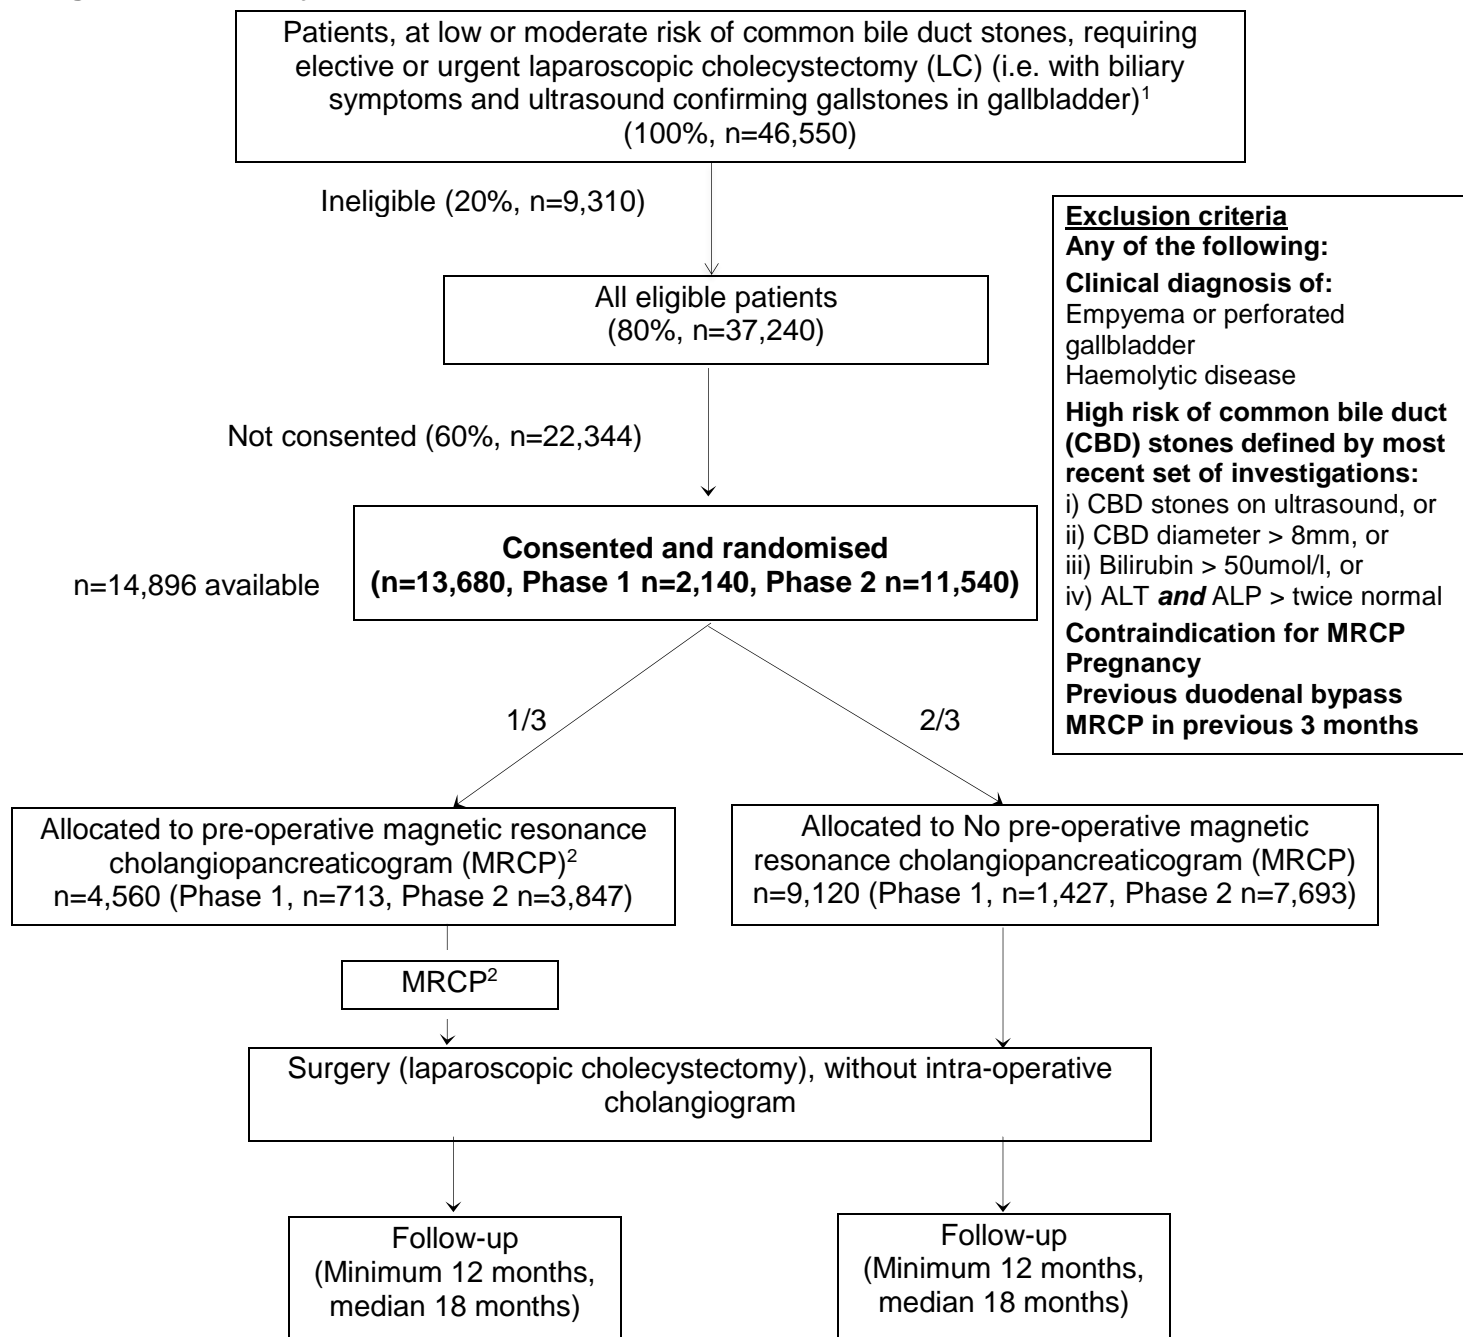 Patients, at low or moderate risk of common bile duct stones, requiring
elective or urgent laparoscopic cholecystectomy (LC) (i.e. with biliary
symptoms and ultrasound confirming gallstones in gallbladder)¹
(100%, n=46,550)
Ineligible (20%, n=9,310)
All eligible patients
(80%, n=37,240)
Not consented (60%, n=22,344)
Consented and randomised
(n=13,680, Phase 1 n=2,140, Phase 2 n=11,540)
n=14,896 available
Exclusion criteria
Any of the following:
Clinical diagnosis of:
Empyema or perforated
gallbladder
Haemolytic disease
High risk of common bile duct
(CBD) stones defined by most
recent set of investigations:
i) CBD stones on ultrasound, or
ii) CBD diameter > 8mm, or
iii) Bilirubin > 50umol/l, or
iv) ALT and ALP > twice normal
Contraindication for MRCP
Pregnancy
Previous duodenal bypass
MRCP in previous 3 months
1/3
2/3
Allocated to pre-operative magnetic resonance
cholangiopancreaticogram (MRCP)²
n=4,560 (Phase 1, n=713, Phase 2 n=3,847)
Allocated to No pre-operative magnetic
resonance cholangiopancreaticogram (MRCP)
n=9,120 (Phase 1, n=1,427, Phase 2 n=7,693)
MRCP²
Surgery (laparoscopic cholecystectomy), without intra-operative
cholangiogram
Follow-up
(Minimum 12 months,
median 18 months)
Follow-up
(Minimum 12 months,
median 18 months)